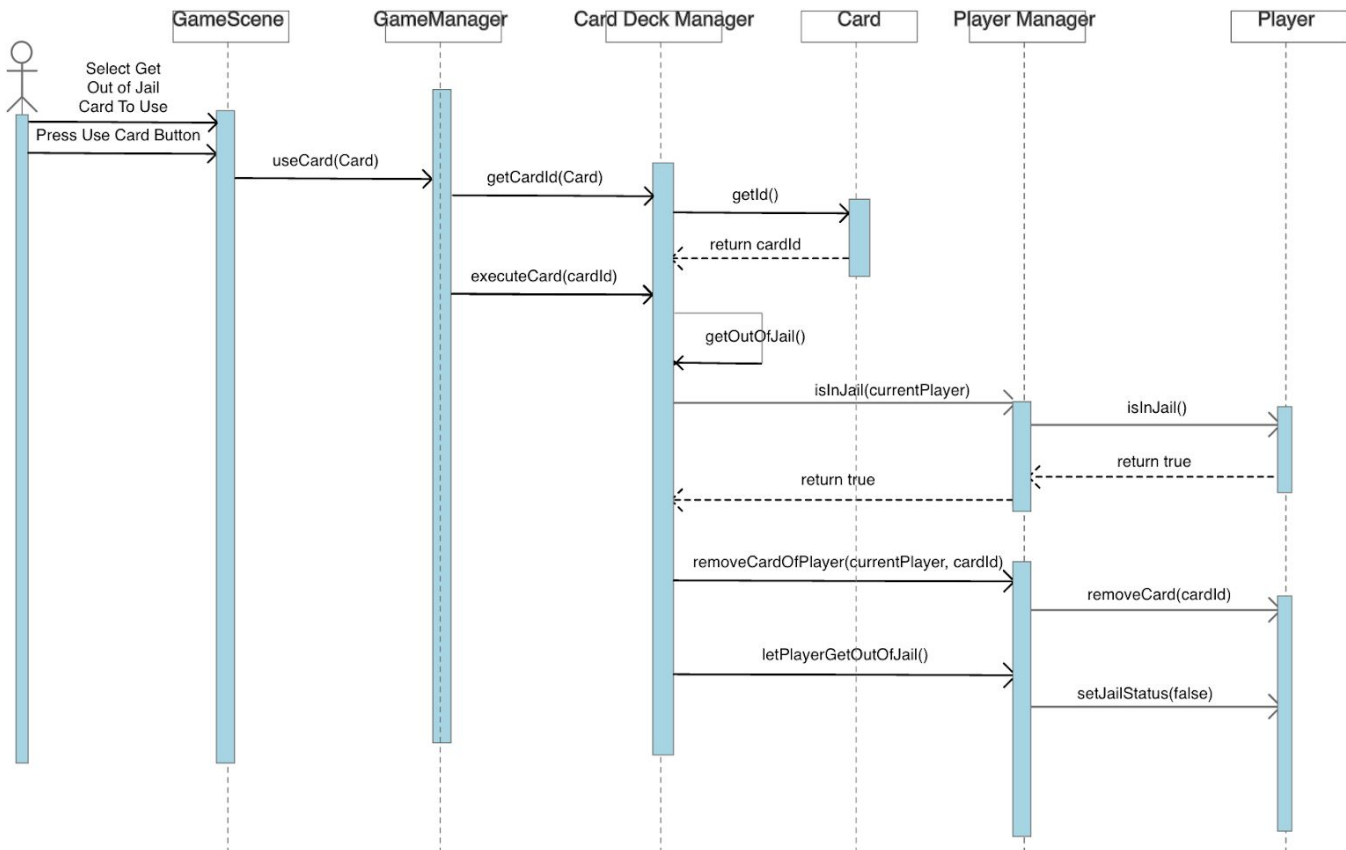 GameScene
GameManager
Card Deck Manager
Card
Player Manager
Player
Select Get
Out of Jail
Card To Use
Press Use Card Button
useCard(Card)
getCardId(Card)
getId()
return cardId
executeCard(cardId)
getOutOfJail()
isInJail(currentPlayer)
isInJail()
return true
return true
removeCardOfPlayer(currentPlayer, cardId)
removeCard(cardId)
letPlayerGetOutOfJail()
setJailStatus(false)